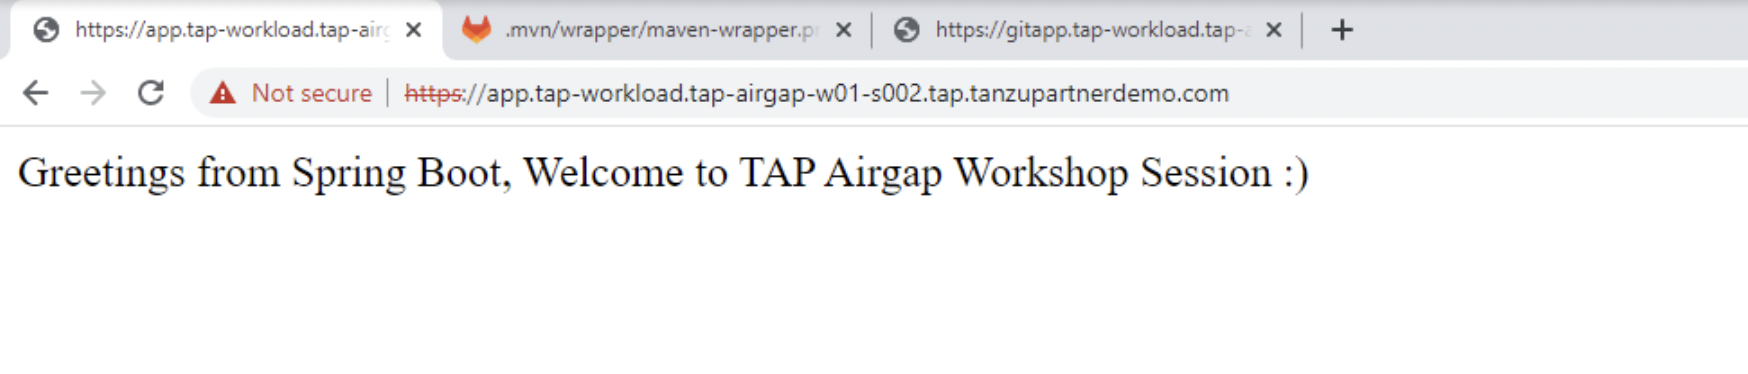 https://app.tap-workload.tap-airg
.mvn/wrapper/maven-wrapper.pr
https://gitapp.tap-workload.tap-a
Not secure
https://app.tap-workload.tap-airgap-w01-s002.tap.tanzupartnerdemo.com
Greetings from Spring Boot, Welcome to TAP Airgap Workshop Session :)